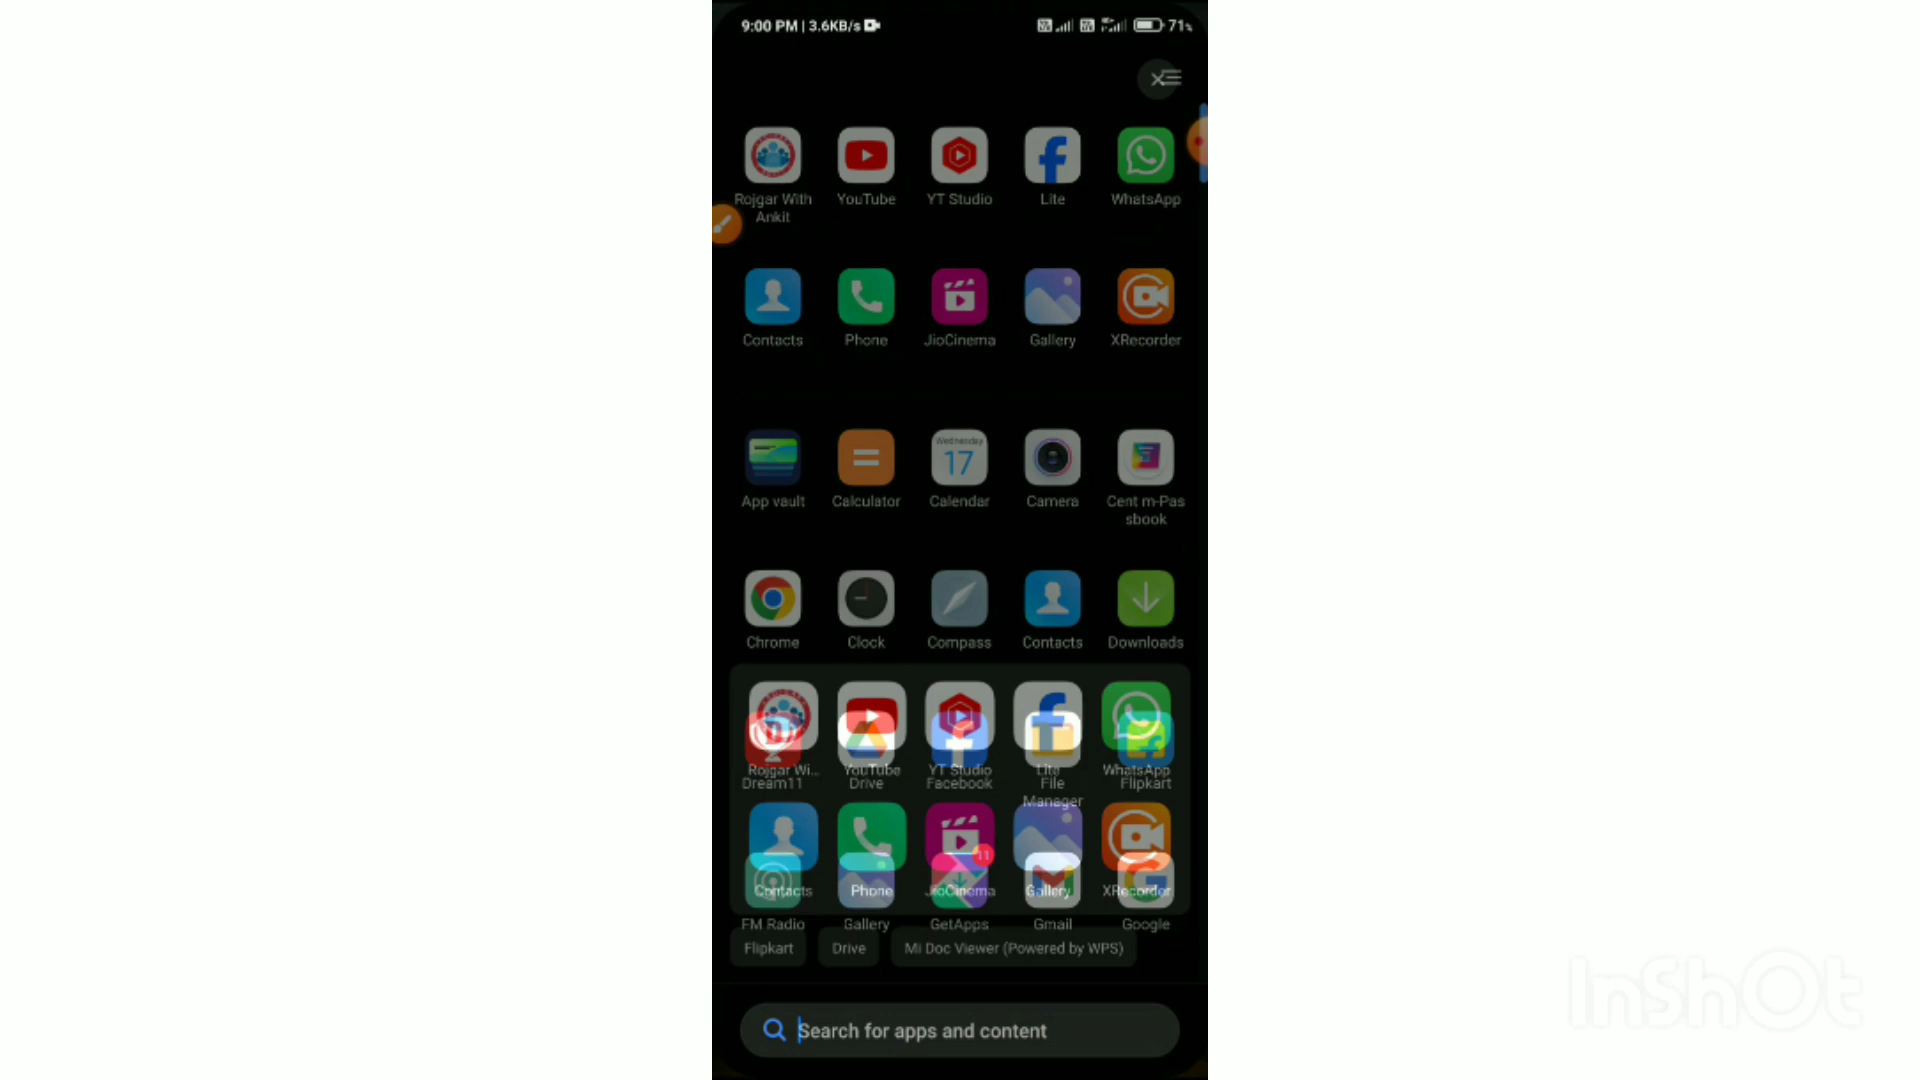 9:00 PM | 3.6KB/s 71%
Rojgar With Ankit YouTube YT Studio Lite WhatsApp
Contacts Phone JioCinema Gallery XRecorder
Wednesday
17
App vault Calculator Calendar Camera Cent m-Pas
sbook
Chrome Clock Compass Contacts Downloads
Rojgar Wi... YouTube YT Studio Lite WhatsApp
Dream11 Drive Facebook File Manager Flipkart
11
Contacts Phone JioCinema Gallery XRecorder
FM Radio Gallery GetApps Gmail Google
Flipkart Drive Mi Doc Viewer (Powered by WPS)
Search for apps and content
InShot